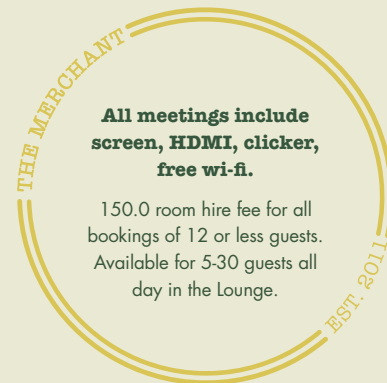 THE MERCHANT
All meetings include
screen, HDMI, clicker,
free wi-fi.
150.0 room hire fee for all
bookings of 12 or less guests.
Available for 5-30 guests all
day in the Lounge.
EST. 2011